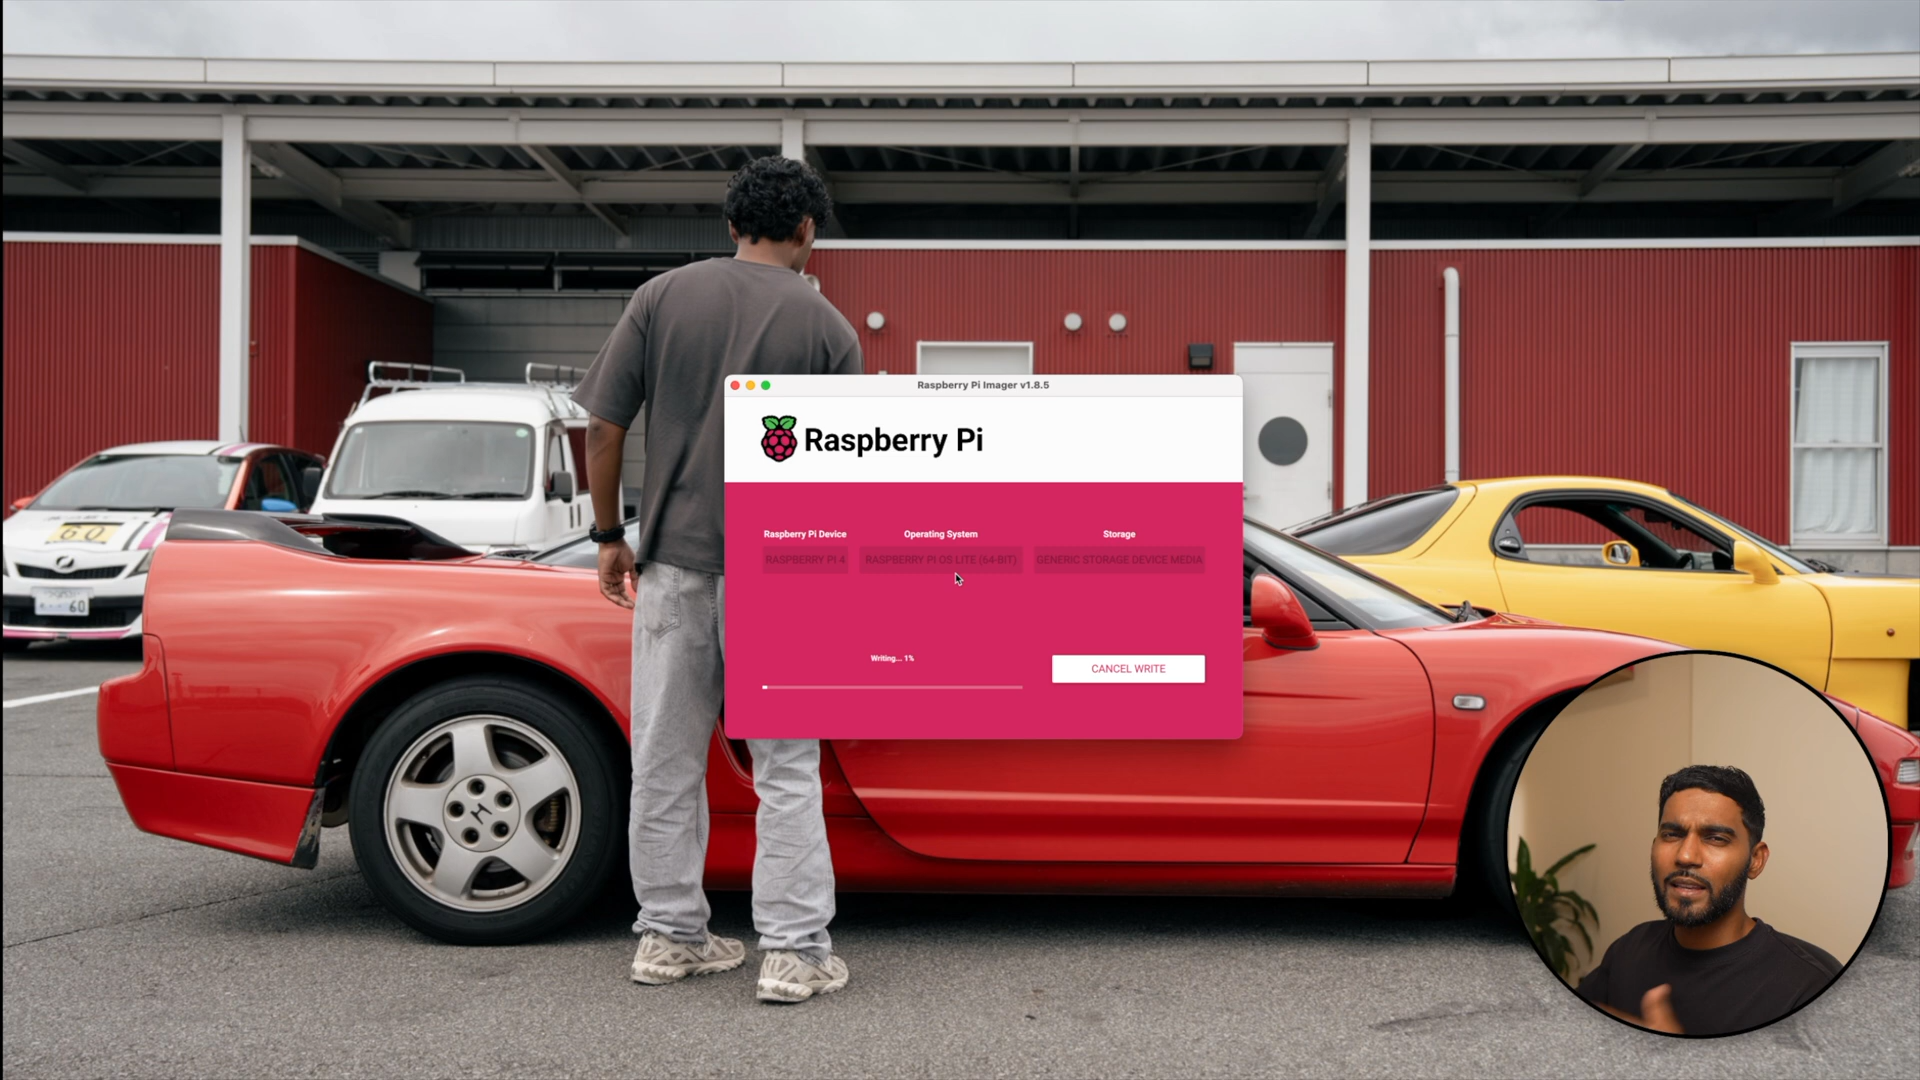 Raspberry Pi Imager v1.8.5
Raspberry Pi
Raspberry Pi Device
Operating System
Storage
RASPBERRY PI 4
RASPBERRY PI OS LITE (64-BIT)
GENERIC STORAGE DEVICE MEDIA
Writing... 1%
CANCEL WRITE
60
60